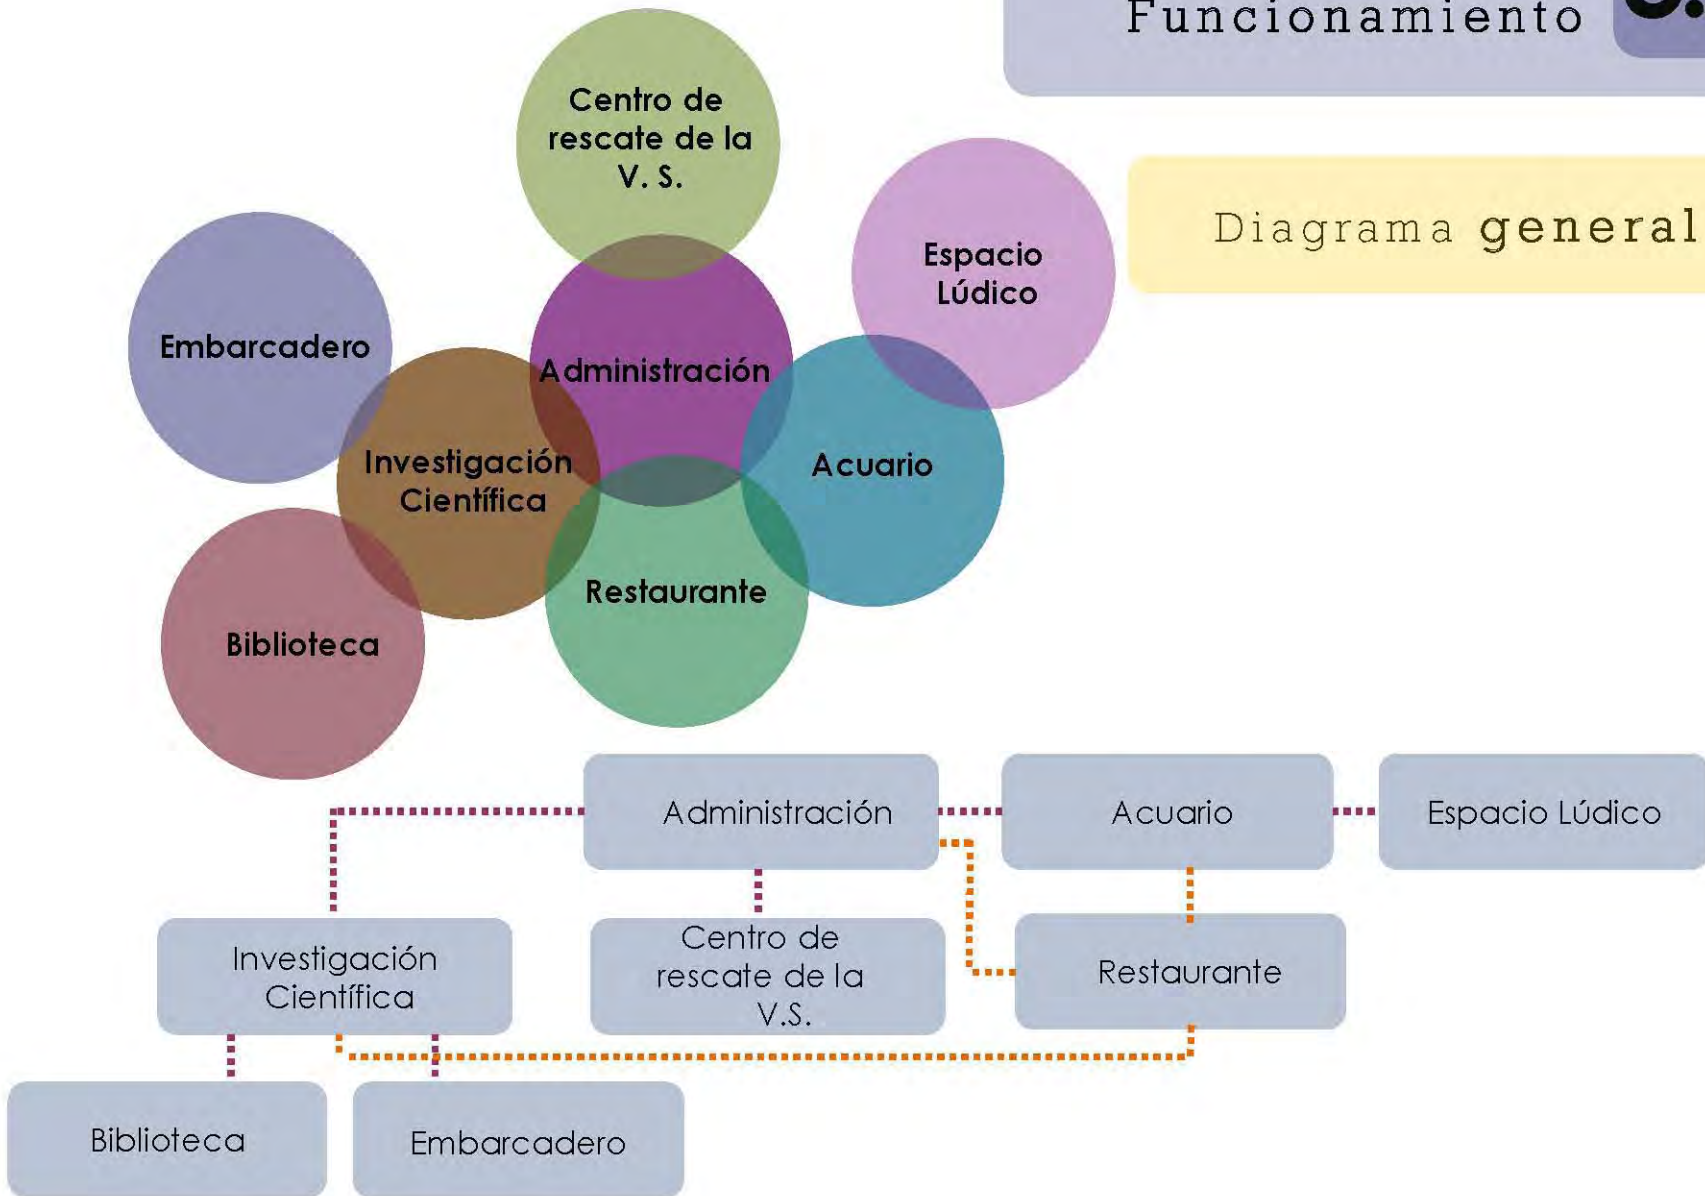 Funcionamiento
Diagrama general
Centro de
rescate de la
V. S.
Espacio
Lúdico
Embarcadero
Administración
Investigación
Científica
Acuario
Restaurante
Biblioteca
Administración
Acuario
Espacio Lúdico
Investigación
Científica
Centro de
rescate de la
V.S.
Restaurante
Biblioteca
Embarcadero